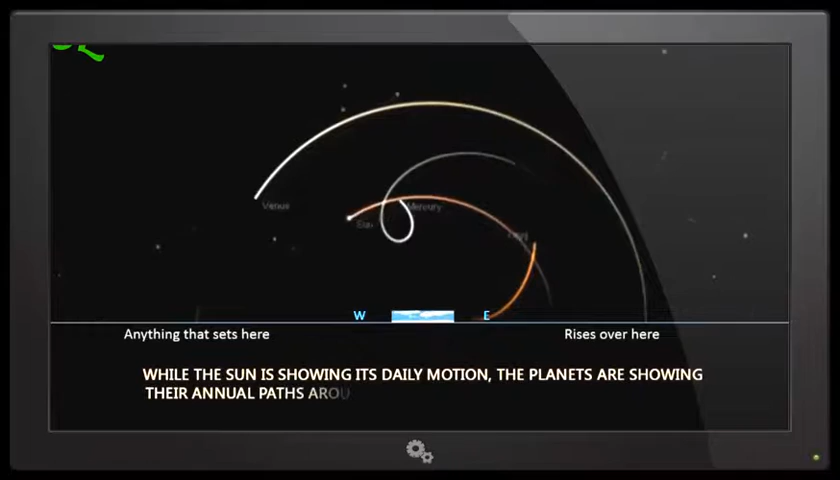 Venus
Mercury
Sun
W
E
Anything that sets here
Rises over here
WHILE THE SUN IS SHOWING ITS DAILY MOTION, THE PLANETS ARE SHOWING
THEIR ANNUAL PATHS AROU